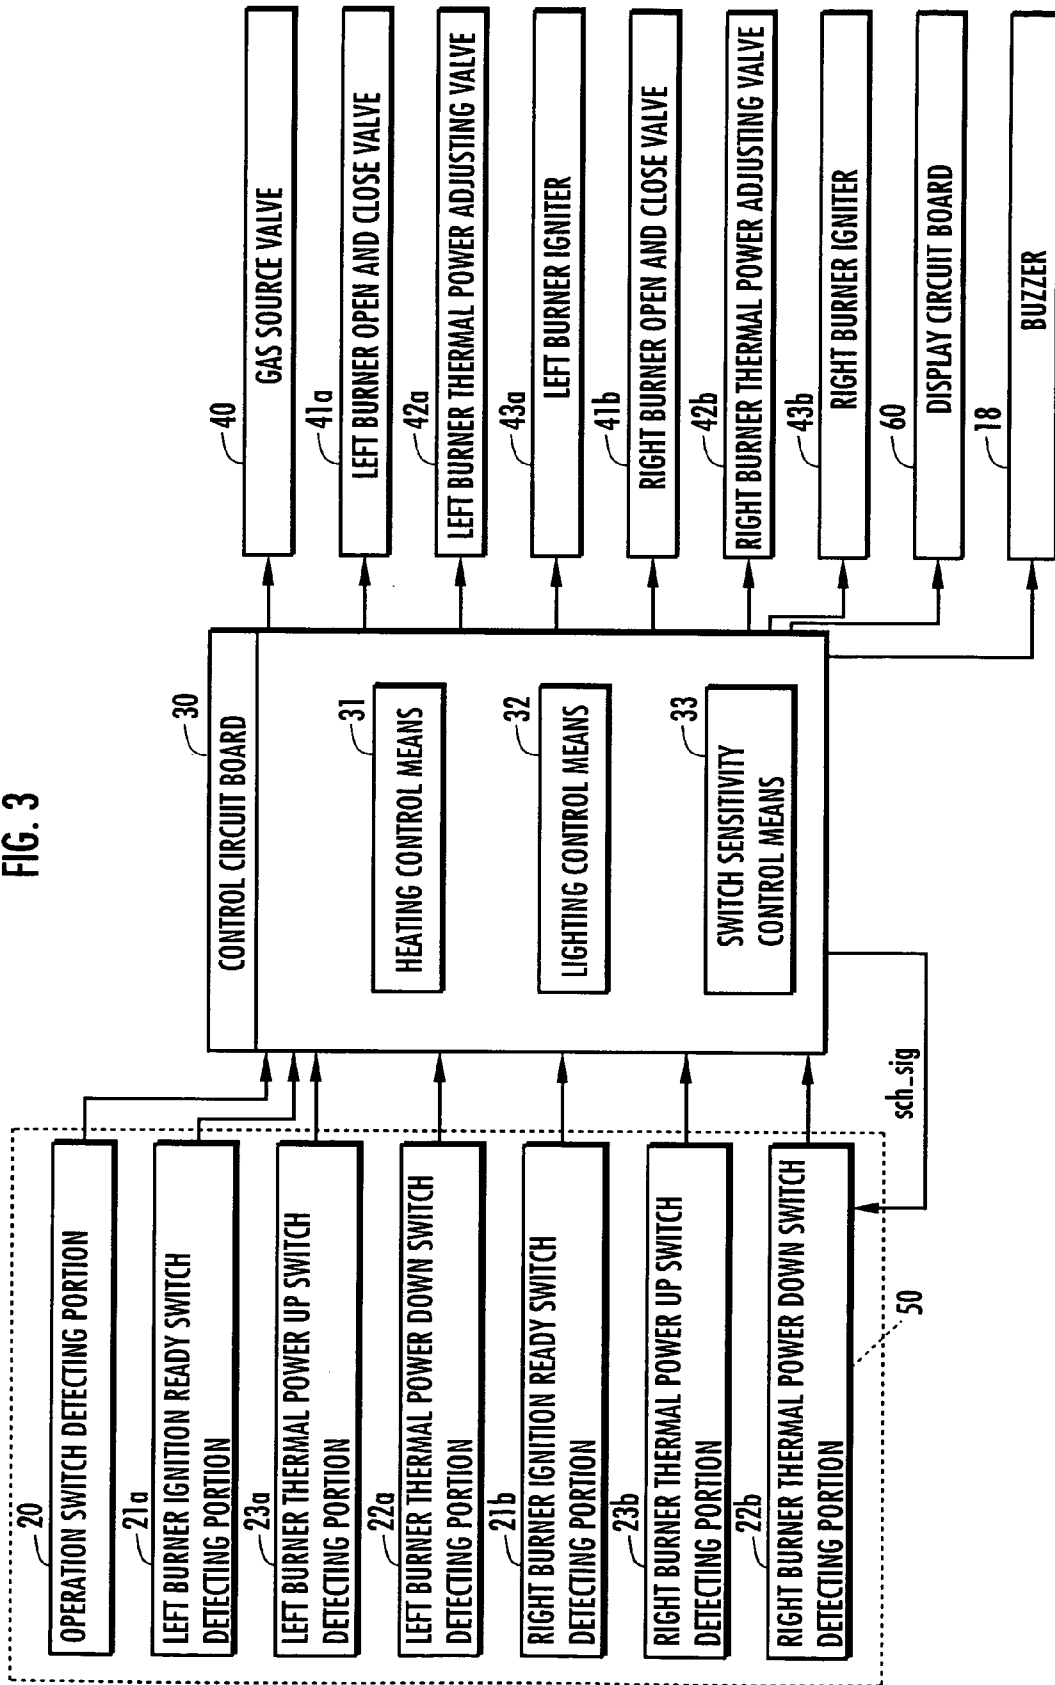 FIG. 3
20
OPERATION SWITCH DETECTING PORTION
21a
LEFT BURNER IGNITION READY SWITCH
DETECTING PORTION
23a
LEFT BURNER THERMAL POWER UP SWITCH
DETECTING PORTION
22a
LEFT BURNER THERMAL POWER DOWN SWITCH
DETECTING PORTION
21b
RIGHT BURNER IGNITION READY SWITCH
DETECTING PORTION
23b
RIGHT BURNER THERMAL POWER UP SWITCH
DETECTING PORTION
22b
RIGHT BURNER THERMAL POWER DOWN SWITCH
DETECTING PORTION
50
sch_sig
30
CONTROL CIRCUIT BOARD
31
HEATING CONTROL MEANS
32
LIGHTING CONTROL MEANS
33
SWITCH SENSITIVITY
CONTROL MEANS
40
GAS SOURCE VALVE
41a
LEFT BURNER OPEN AND CLOSE VALVE
42a
LEFT BURNER THERMAL POWER ADJUSTING VALVE
43a
LEFT BURNER IGNITER
41b
RIGHT BURNER OPEN AND CLOSE VALVE
42b
RIGHT BURNER THERMAL POWER ADJUSTING VALVE
43b
RIGHT BURNER IGNITER
60
DISPLAY CIRCUIT BOARD
18
BUZZER